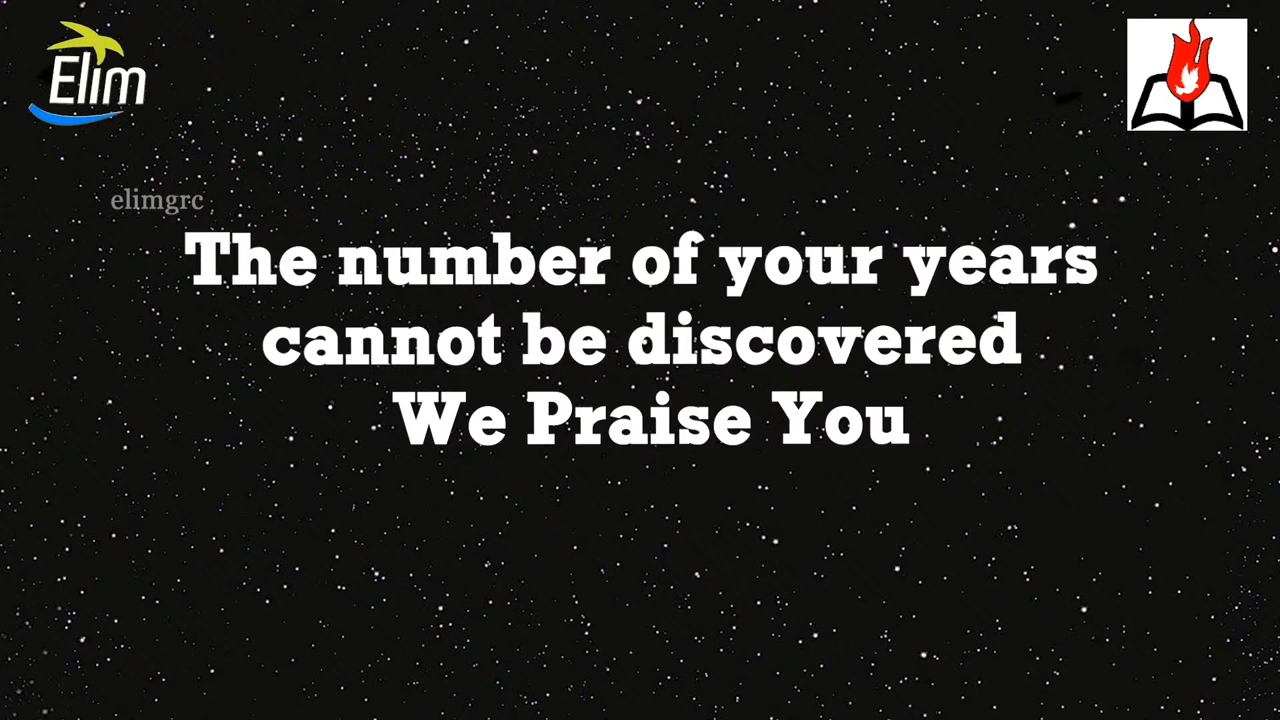 Elim
elimgrc
The number of your years
cannot be discovered
We Praise You